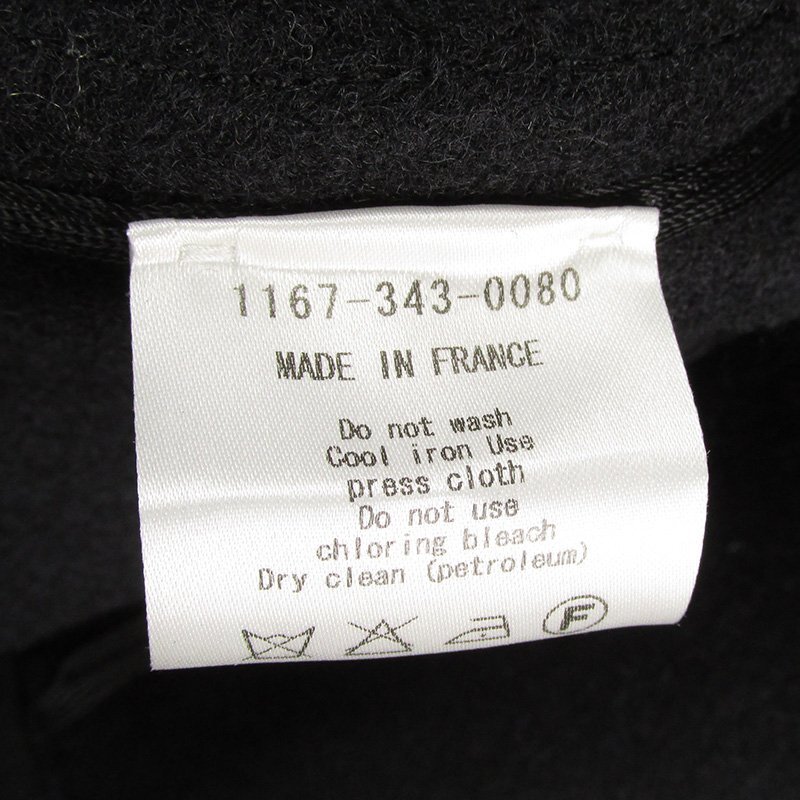 1167-343-0080
MADE IN FRANCE
Do not wash
Cool iron Use
press cloth
Do not use
chloring bleach
Dry clean (petroleum)
F